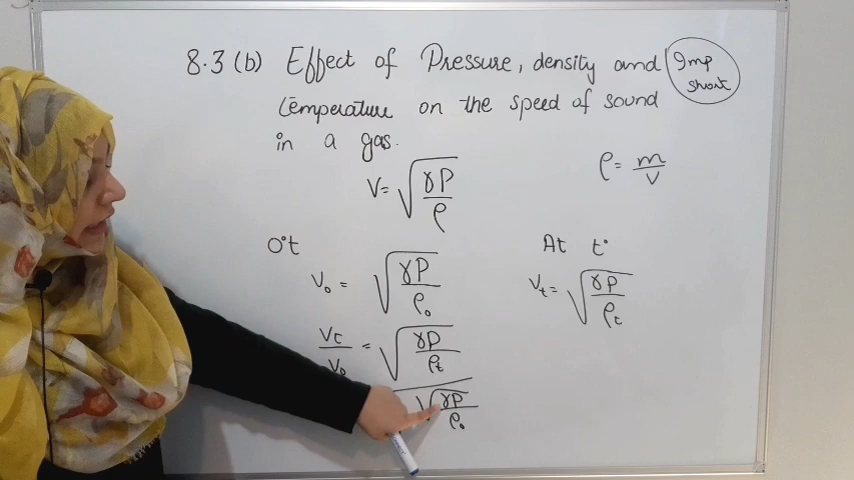 8.3 (b) Effect of Pressure, density and Imp short
temperature on the speed of sound
in a gas.
V = √(γP/ρ)
ρ = m/V
0°t
At t°
V₀ = √(γP/ρ₀)
Vt = √(γP/ρt)
Vt/V₀ = √(γP/ρt)
√(γP/ρ₀)